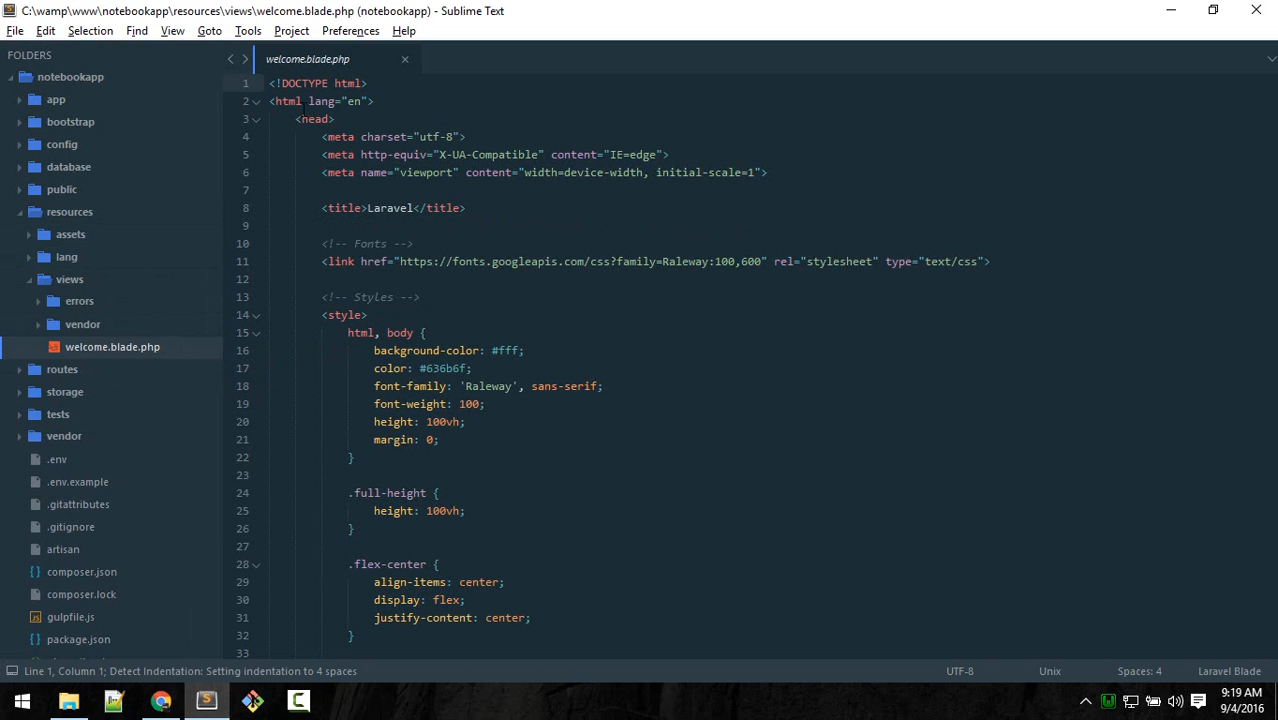 C:\wamp\www\notebookapp\resources\views\welcome.blade.php (notebookapp) - Sublime Text
File Edit Selection Find View Goto Tools Project Preferences Help
FOLDERS
notebookapp
app
bootstrap
config
database
public
resources
assets
lang
views
errors
vendor
welcome.blade.php
routes
storage
tests
vendor
.env
.env.example
.gitattributes
.gitignore
artisan
composer.json
composer.lock
gulpfile.js
package.json
welcome.blade.php
1 <!DOCTYPE html>
2 <html lang="en">
3 <head>
4 <meta charset="utf-8">
5 <meta http-equiv="X-UA-Compatible" content="IE=edge">
6 <meta name="viewport" content="width=device-width, initial-scale=1">
7
8 <title>Laravel</title>
9
10 <!-- Fonts -->
11 <link href="https://fonts.googleapis.com/css?family=Raleway:100,600" rel="stylesheet" type="text/css">
12
13 <!-- Styles -->
14 <style>
15 html, body {
16 background-color: #fff;
17 color: #636b6f;
18 font-family: 'Raleway', sans-serif;
19 font-weight: 100;
20 height: 100vh;
21 margin: 0;
22 }
23
24 .full-height {
25 height: 100vh;
26 }
27
28 .flex-center {
29 align-items: center;
30 display: flex;
31 justify-content: center;
32 }
33
Line 1, Column 1; Detect Indentation: Setting indentation to 4 spaces
UTF-8 Unix Spaces: 4 Laravel Blade
9:19 AM
9/4/2016